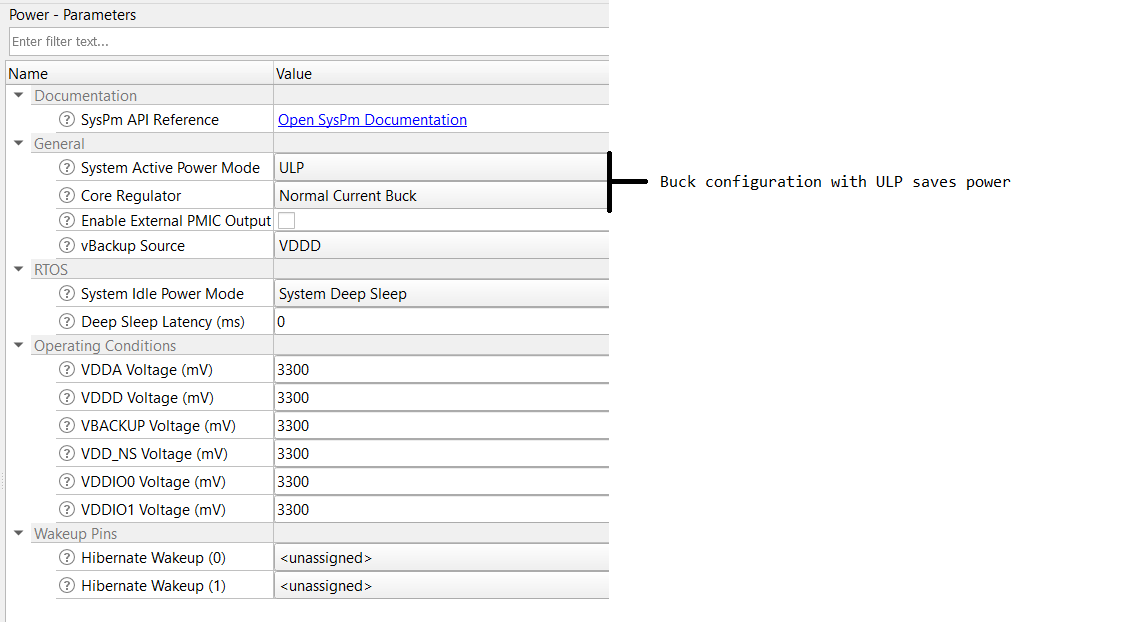 Power - Parameters
Enter filter text...
Name Value
Documentation
SysPm API Reference Open SysPm Documentation
General
System Active Power Mode ULP
Core Regulator Normal Current Buck
Buck configuration with ULP saves power
Enable External PMIC Output
vBackup Source VDDD
RTOS
System Idle Power Mode System Deep Sleep
Deep Sleep Latency (ms) 0
Operating Conditions
VDDA Voltage (mV) 3300
VDDD Voltage (mV) 3300
VBACKUP Voltage (mV) 3300
VDD_NS Voltage (mV) 3300
VDDIO0 Voltage (mV) 3300
VDDIO1 Voltage (mV) 3300
Wakeup Pins
Hibernate Wakeup (0) <unassigned>
Hibernate Wakeup (1) <unassigned>